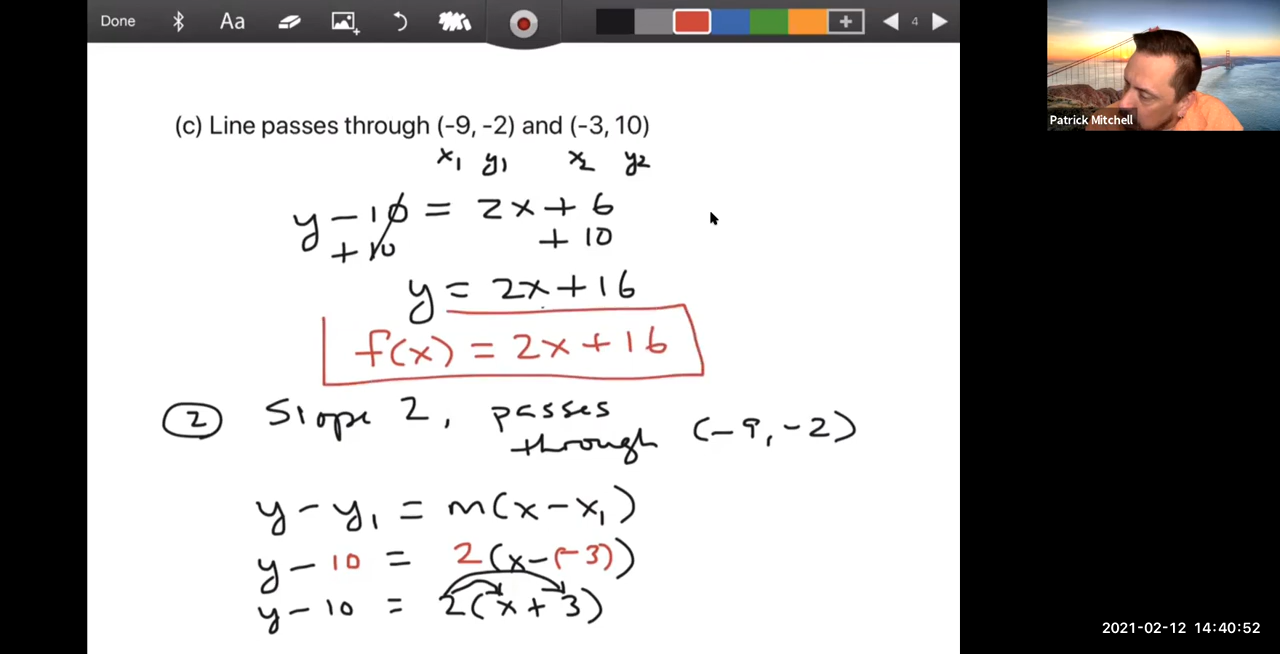 Done Aa 4
Patrick Mitchell
(c) Line passes through (-9, -2) and (-3, 10)
x₁ y₁ x₂ y₂
y - 10 = 2x + 6
+ 10 + 10
y = 2x + 16
f(x) = 2x + 16
② Slope 2, passes through (-9, -2)
y - y₁ = m(x - x₁)
y - 10 = 2(x - (-3))
y - 10 = 2(x + 3)
2021-02-12 14:40:52